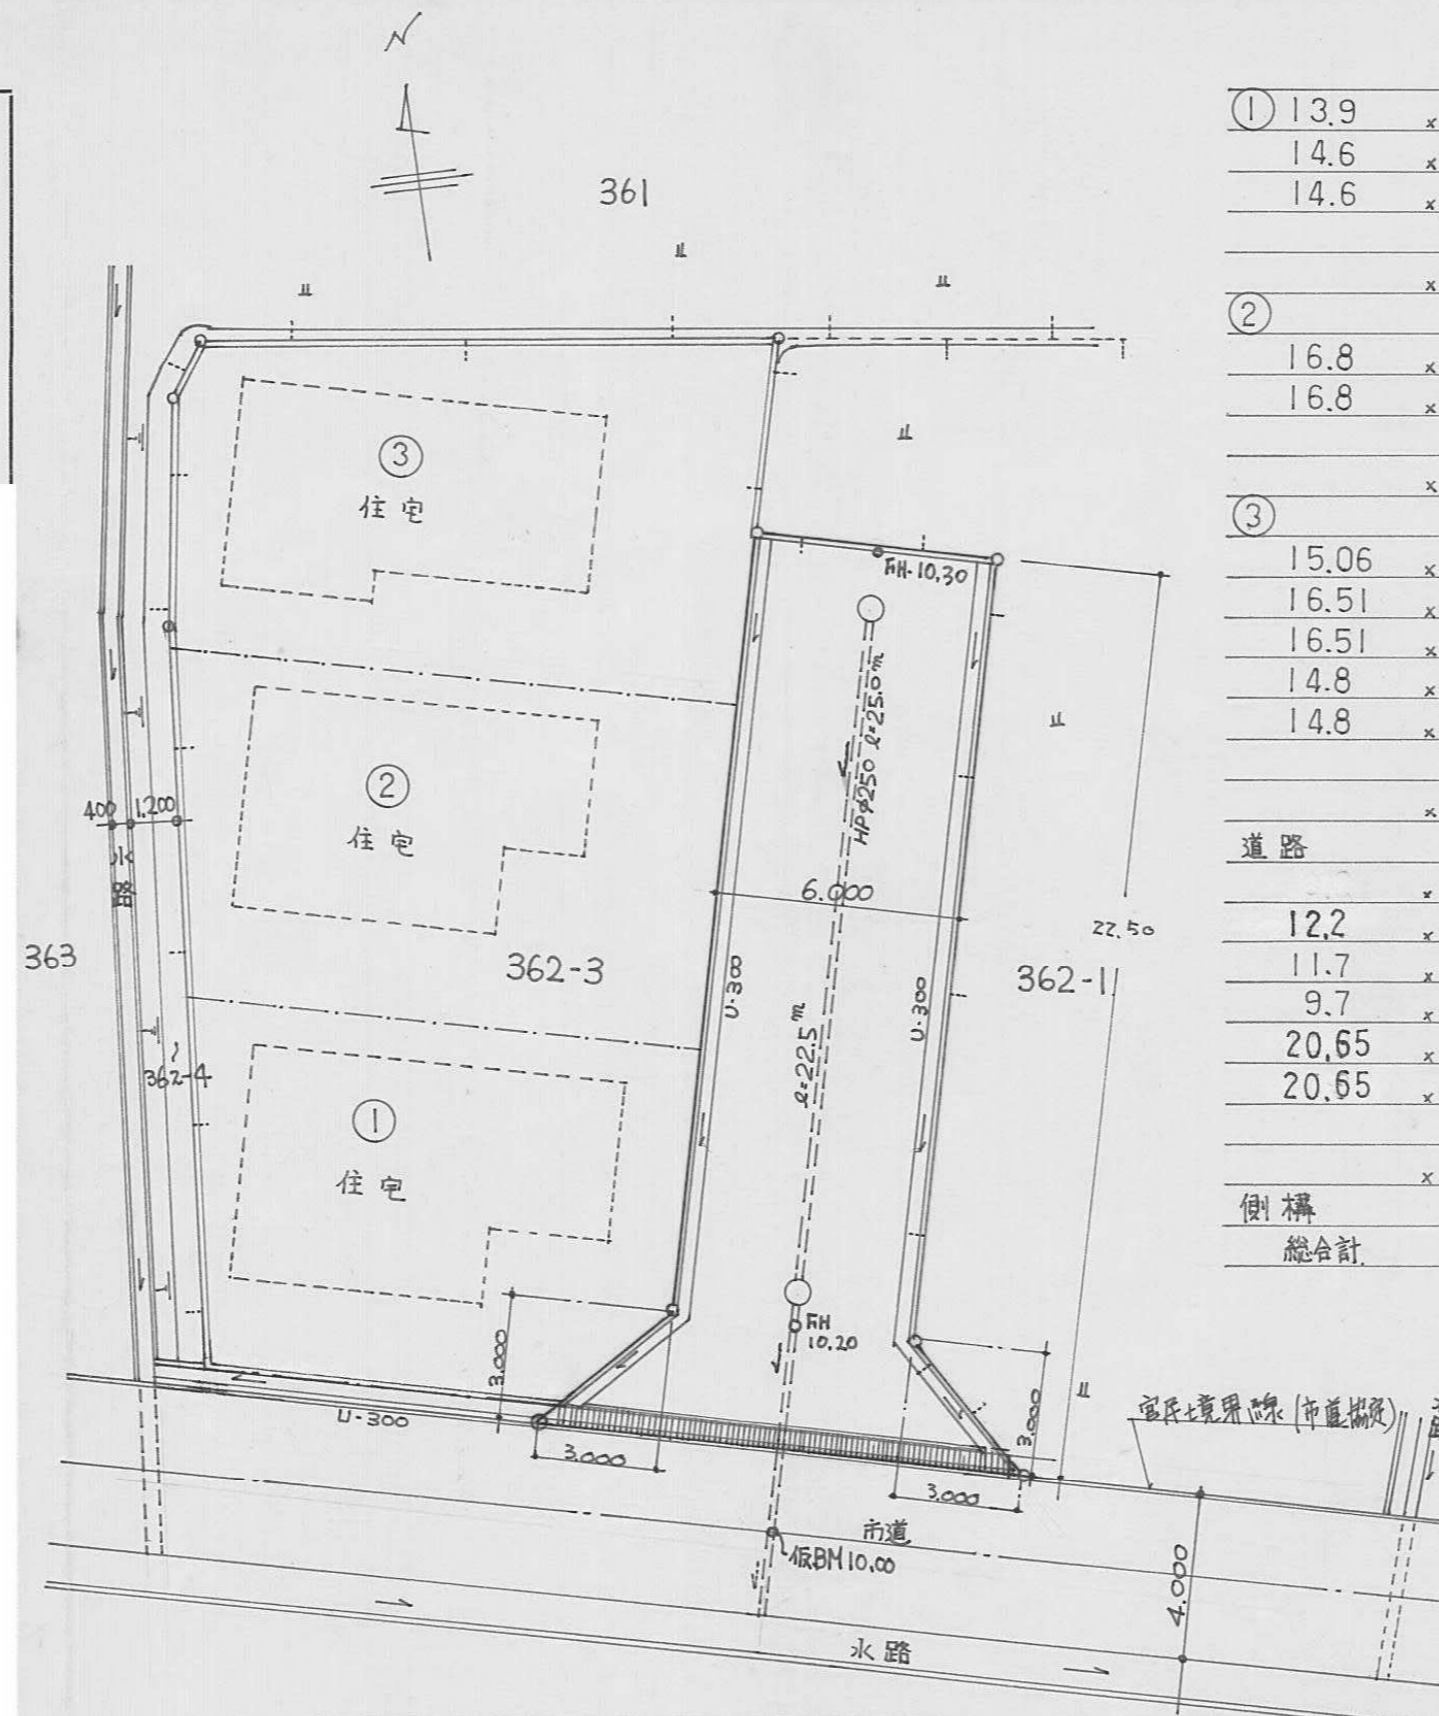 N
361
③
住宅
FH-10,30
HPφ250 ℓ=25.0m
②
住宅
400
1.200
水路
6.000
22.50
363
362-3
362-1
U-300
U-300
ℓ=22.5m
362-4
①
住宅
FH
10.20
3.000
3.000
U-300
3.000
3.000
官民境界線(市道協定)
市道
仮BM10.00
4.000
水路
① 13.9 ×
14.6 ×
14.6 ×
×
②
16.8 ×
16.8 ×
×
③
15.06 ×
16.51 ×
16.51 ×
14.8 ×
14.8 ×
×
道路
×
12.2 ×
11.7 ×
9.7 ×
20,65 ×
20,65 ×
×
側構
総合計.